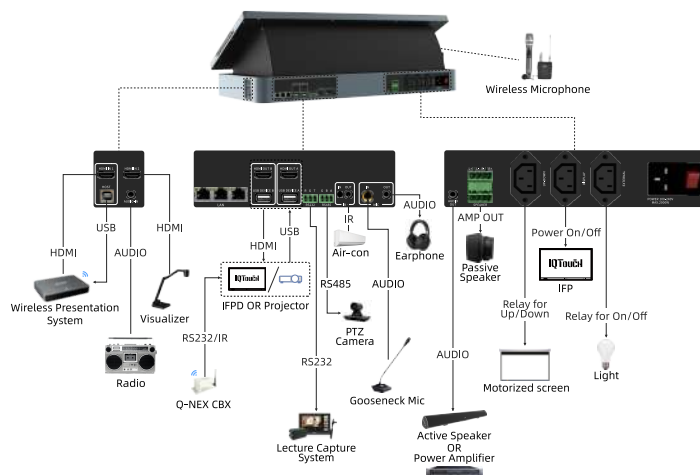 Wireless Microphone
LAN
USB
AUDIO
HDMI
HDMI
HDMI
USB
IR
AUDIO
AMP OUT
Power On/Off
Air-con
Earphone
Passive
Speaker
IQTouch
IFP
IQTouch
/
IFPD OR Projector
RS485
AUDIO
Wireless Presentation
System
Visualizer
Relay for
Up/Down
Relay for On/Off
PTZ
Camera
RS232/IR
RS232
AUDIO
Radio
Q-NEX CBX
Gooseneck Mic
Motorized screen
Light
Lecture Capture
System
Active Speaker
OR
Power Amplifier